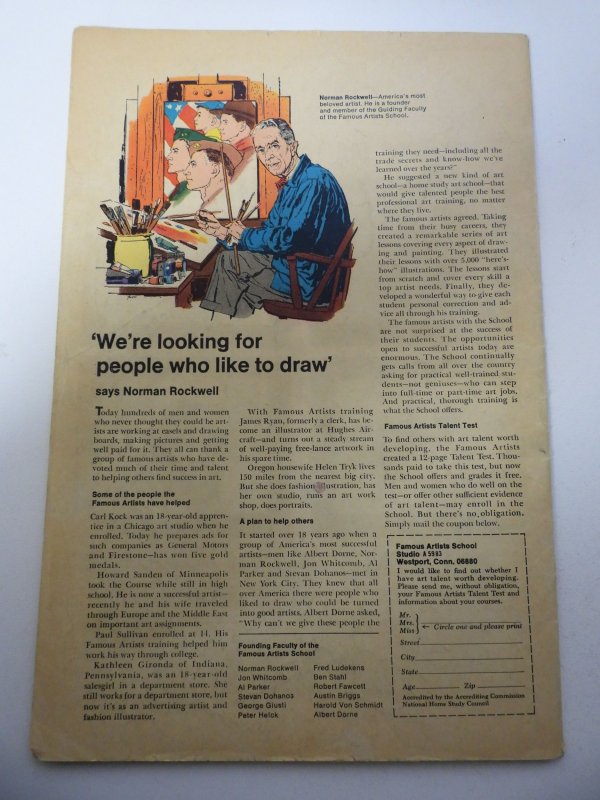 Norman Rockwell—America's most
beloved artist. He is a founder
and member of the Guiding Faculty
of the Famous Artists School.
'We're looking for
people who like to draw'
says Norman Rockwell
Today hundreds of men and women
who never thought they could be art-
ists are working at easels and drawing
boards, making pictures and getting
well paid for it. They all can thank a
group of famous artists who have de-
voted much of their time and talent
to helping others find success in art.
Some of the people the
Famous Artists have helped
Carl Kock was an 18-year-old appren-
tice in a Chicago art studio when he
enrolled. Today he prepares ads for
such companies as General Motors
and Firestone—has won five gold
medals.
Howard Sanden of Minneapolis
took the Course while still in high
school. He is now a successful artist—
recently he and his wife traveled
through Europe and the Middle East
on important art assignments.
Paul Sullivan enrolled at 14. His
Famous Artists training helped him
work his way through college.
Kathleen Gironda of Indiana,
Pennsylvania, was an 18-year-old
salesgirl in a department store. She
still works for a department store, but
now it's as an advertising artist and
fashion illustrator.
With Famous Artists training
James Ryan, formerly a clerk, has be-
come an illustrator at Hughes Air-
craft—and turns out a steady stream
of well-paying free-lance artwork in
his spare time.
Oregon housewife Helen Tryk lives
150 miles from the nearest big city.
But she does fashion illustration, has
her own studio, runs an art work
shop, does portraits.
A plan to help others
It started over 18 years ago when a
group of America's most successful
artists—men like Albert Dorne, Nor-
man Rockwell, Jon Whitcomb, Al
Parker and Stevan Dohanos—met in
New York City. They knew that all
over America there were people who
liked to draw who could be turned
into good artists. Albert Dorne asked,
"Why can't we give these people the
Founding Faculty of the
Famous Artists School
Norman Rockwell
Jon Whitcomb
Al Parker
Stevan Dohanos
George Giusti
Peter Helck
Fred Ludekens
Ben Stahl
Robert Fawcett
Austin Briggs
Harold Von Schmidt
Albert Dorne
training they need—including all the
trade secrets and know-how we've
learned over the years?"
He suggested a new kind of art
school—a home study art school—that
would give talented people the best
professional art training, no matter
where they live.
The famous artists agreed. Taking
time from their busy careers, they
created a remarkable series of art
lessons covering every aspect of draw-
ing and painting. They illustrated
their lessons with over 5,000 "here's-
how" illustrations. The lessons start
from scratch and cover every skill a
top artist needs. Finally, they de-
veloped a wonderful way to give each
student personal correction and ad-
vice all through his training.
The famous artists with the School
are not surprised at the success of
their students. The opportunities
open to successful artists today are
enormous. The School continually
gets calls from all over the country
asking for practical well-trained stu-
dents—not geniuses—who can step
into full-time or part-time art jobs.
And practical, thorough training is
what the School offers.
Famous Artists Talent Test
To find others with art talent worth
developing, the Famous Artists
created a 12-page Talent Test. Thou-
sands paid to take this test, but now
the School offers and grades it free.
Men and women who do well on the
test—or offer other sufficient evidence
of art talent—may enroll in the
School. But there's no obligation.
Simply mail the coupon below.
Famous Artists School
Studio A 5983
Westport, Conn. 06880
I would like to find out whether I
have art talent worth developing.
Please send me, without obligation,
your Famous Artists Talent Test and
information about your courses.
Mr.
Mrs. ← Circle one and please print
Miss
Street
City
State
Age Zip
Accredited by the Accrediting Commission
National Home Study Council